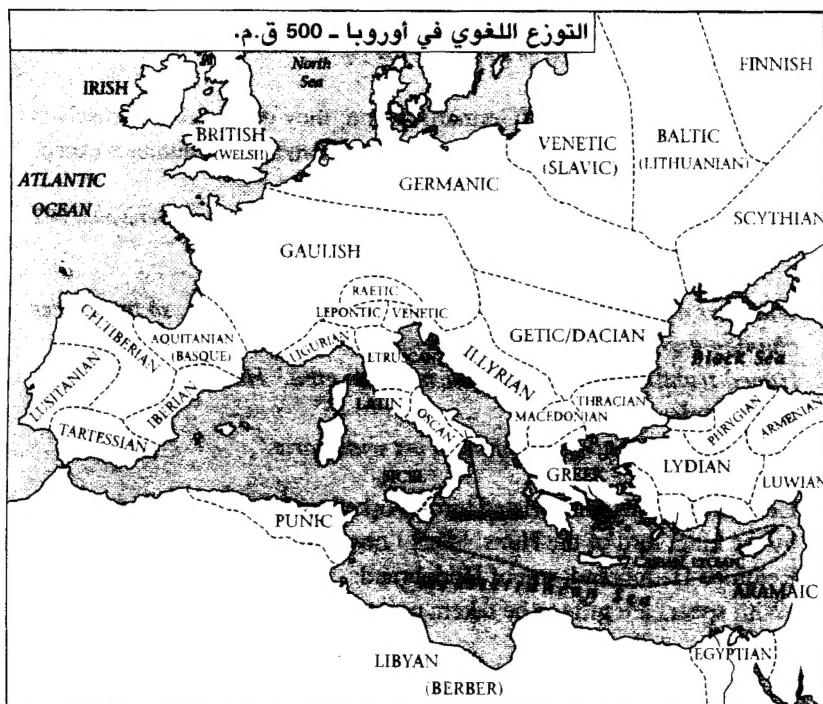 التوزع اللغوي في أوروبا ـ 500 ق.م.
North
Sea
FINNISH
IRISH
BRITISH
(WELSH)
VENETIC
(SLAVIC)
BALTIC
(LITHUANIAN)
ATLANTIC
OCEAN
GERMANIC
SCYTHIAN
GAULISH
RAETIC
LEPONTIC
VENETIC
LIGURIAN
ETRUSCAN
CELTIBERIAN
AQUITANIAN
(BASQUE)
LUSITANIAN
IBERIAN
TARTESSIAN
ILLYRIAN
GETIC/DACIAN
Black Sea
LATIN
OSCAN
THRACIAN
MACEDONIAN
PHRYGIAN
ARMENIAN
GREEK
LYDIAN
LUWIAN
PUNIC
Sea
ARAMAIC
LIBYAN
(BERBER)
EGYPTIAN